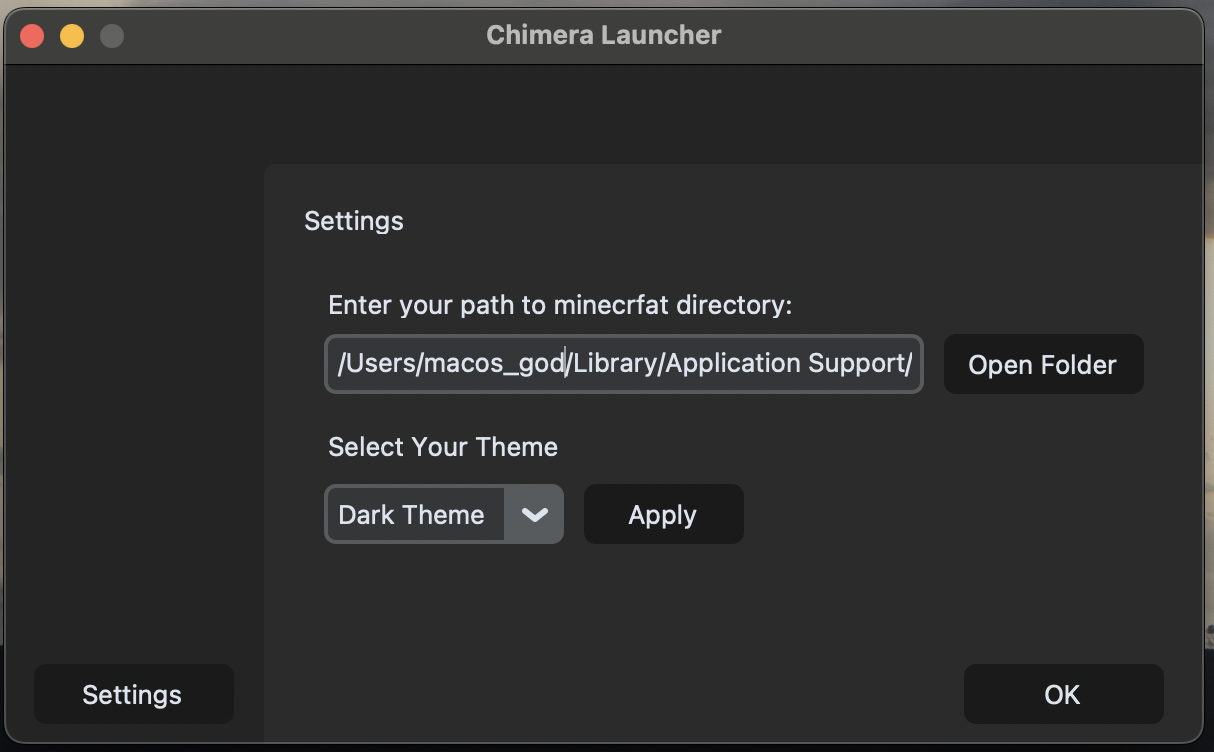 Chimera Launcher
Settings
Enter your path to minecrfat directory:
/Users/macos_god/Library/Application Support/
Open Folder
Select Your Theme
Dark Theme
Apply
Settings
OK